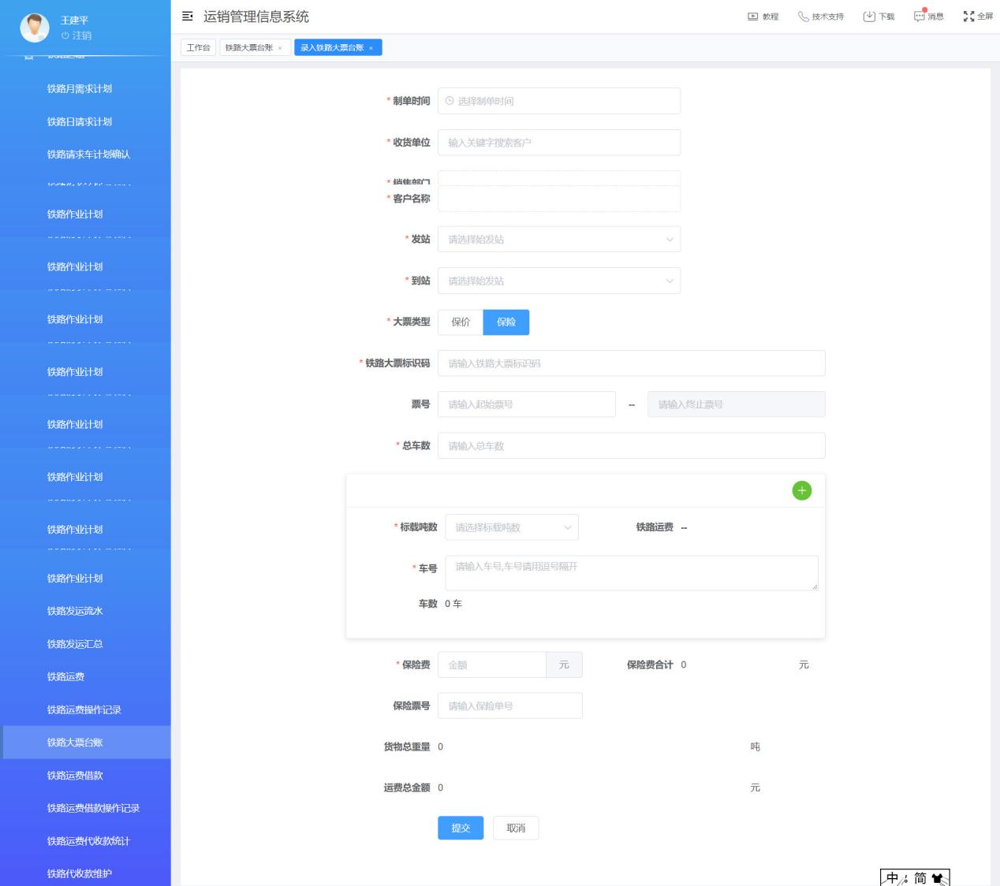 王建平
注销
运销管理信息系统
教程
技术支持
下载
消息
全屏
工作台
铁路大票台账 ×
录入铁路大票台账 ×
铁路月需求计划
铁路日请求计划
铁路请求车计划确认
铁路作业计划
铁路作业计划
铁路作业计划
铁路作业计划
铁路作业计划
铁路作业计划
铁路作业计划
铁路作业计划
铁路发运流水
铁路发运汇总
铁路运费
铁路运费操作记录
铁路大票台账
铁路运费借款
铁路运费借款操作记录
铁路运费代收款统计
铁路代收款维护
* 制单时间 选择制单时间
* 收货单位 输入关键字搜索客户
* 销售部门
* 客户名称
* 发站 请选择始发站
* 到站 请选择始发站
* 大票类型 保价 保险
* 铁路大票标识码 请输入铁路大票标识码
票号 请输入起始票号 -- 请输入终止票号
* 总车数 请输入总车数
* 标载吨数 请选择标载吨数 铁路运费 --
* 车号 请输入车号,车号请用逗号隔开
车数 0 车
* 保险费 金额 元 保险费合计 0 元
保险票号 请输入保险单号
货物总重量 0 吨
运费总金额 0 元
提交 取消
中 简